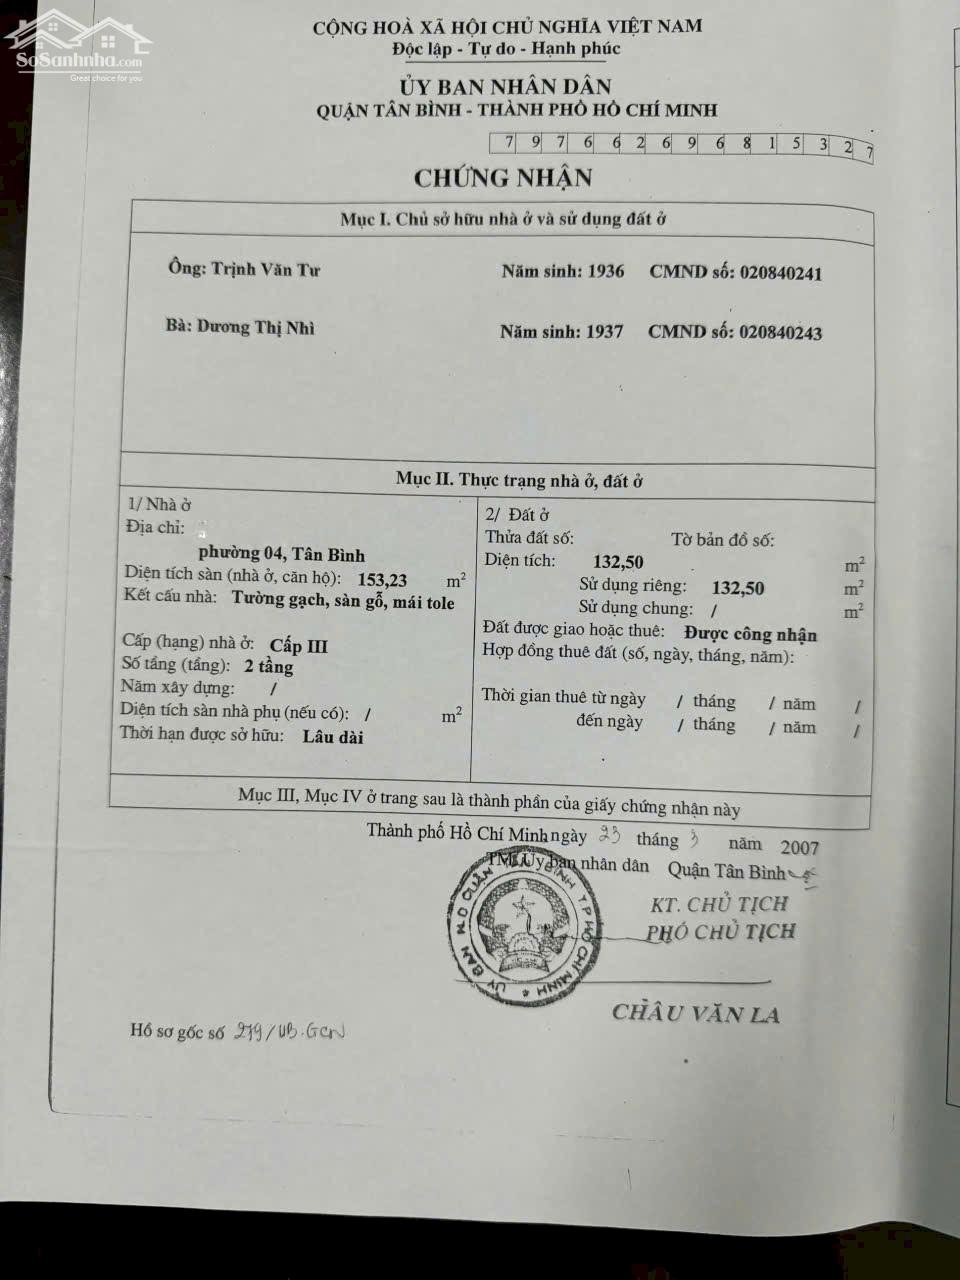 SoSanhnha.com
Great choice for you
CỘNG HOÀ XÃ HỘI CHỦ NGHĨA VIỆT NAM
Độc lập - Tự do - Hạnh phúc
ỦY BAN NHÂN DÂN
QUẬN TÂN BÌNH - THÀNH PHỐ HỒ CHÍ MINH
7 9 7 6 6 2 6 9 6 8 1 5 3 2 7
CHỨNG NHẬN
Mục I. Chủ sở hữu nhà ở và sử dụng đất ở
Ông: Trịnh Văn Tư Năm sinh: 1936 CMND số: 020840241
Bà: Dương Thị Nhì Năm sinh: 1937 CMND số: 020840243
Mục II. Thực trạng nhà ở, đất ở
1/ Nhà ở
Địa chỉ:
phường 04, Tân Bình
Diện tích sàn (nhà ở, căn hộ): 153,23 m²
Kết cấu nhà: Tường gạch, sàn gỗ, mái tole
Cấp (hạng) nhà ở: Cấp III
Số tầng (tầng): 2 tầng
Năm xây dựng: /
Diện tích sàn nhà phụ (nếu có): / m²
Thời hạn được sở hữu: Lâu dài
2/ Đất ở
Thửa đất số: Tờ bản đồ số:
Diện tích: 132,50 m²
Sử dụng riêng: 132,50 m²
Sử dụng chung: / m²
Đất được giao hoặc thuê: Được công nhận
Hợp đồng thuê đất (số, ngày, tháng, năm):
Thời gian thuê từ ngày / tháng / năm /
đến ngày / tháng / năm /
Mục III, Mục IV ở trang sau là thành phần của giấy chứng nhận này
Thành phố Hồ Chí Minh ngày 23 tháng 3 năm 2007
TM. Uy ban nhân dân Quận Tân Bình
KT. CHỦ TỊCH
PHÓ CHỦ TỊCH
ỦY BAN N.D QUẬN TÂN BÌNH T.P HỒ CHÍ MINH
CHÂU VĂN LA
Hồ sơ gốc số 279/UB.GCN